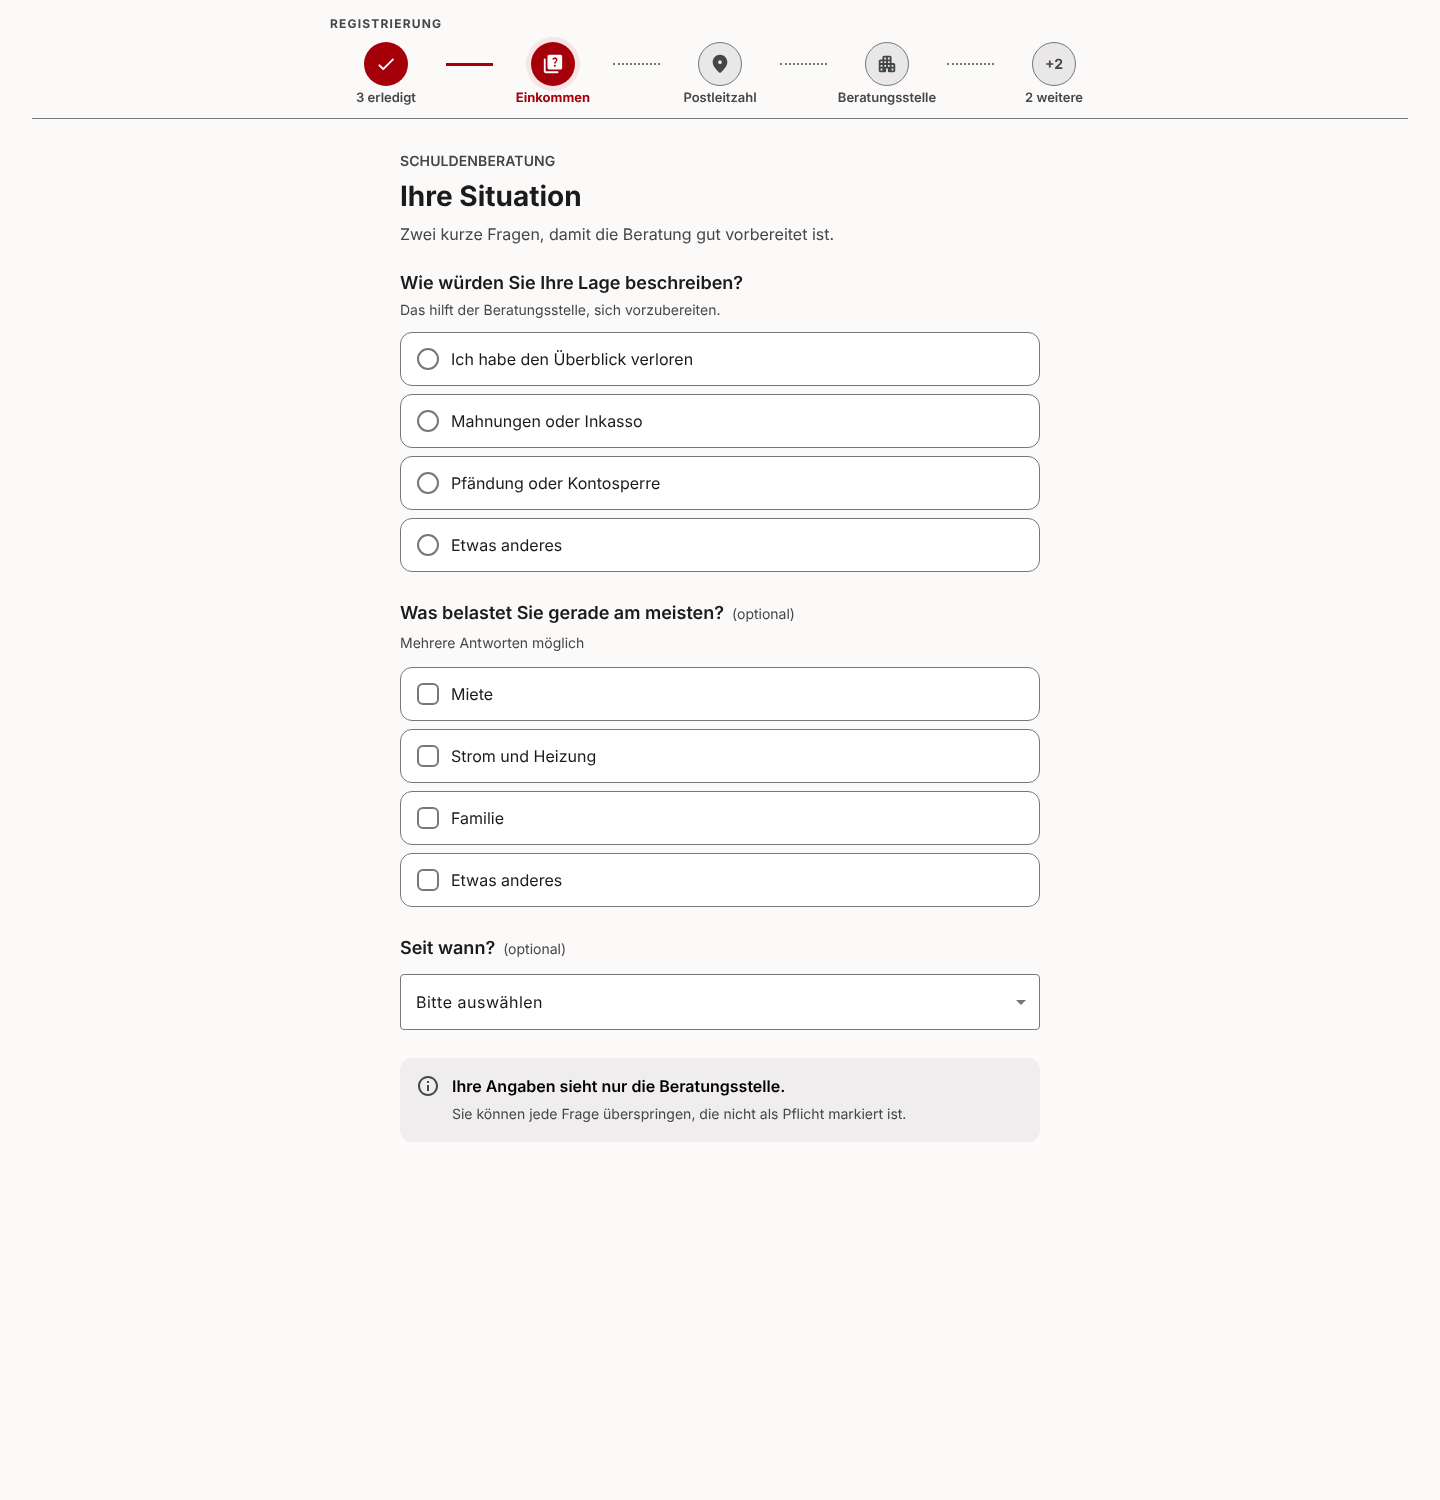 REGISTRIERUNG
3 erledigt
Einkommen
Postleitzahl
Beratungsstelle
+2
2 weitere
SCHULDENBERATUNG
Ihre Situation
Zwei kurze Fragen, damit die Beratung gut vorbereitet ist.
Wie würden Sie Ihre Lage beschreiben?
Das hilft der Beratungsstelle, sich vorzubereiten.
Ich habe den Überblick verloren
Mahnungen oder Inkasso
Pfändung oder Kontosperre
Etwas anderes
Was belastet Sie gerade am meisten? (optional)
Mehrere Antworten möglich
Miete
Strom und Heizung
Familie
Etwas anderes
Seit wann? (optional)
Bitte auswählen
Ihre Angaben sieht nur die Beratungsstelle.
Sie können jede Frage überspringen, die nicht als Pflicht markiert ist.